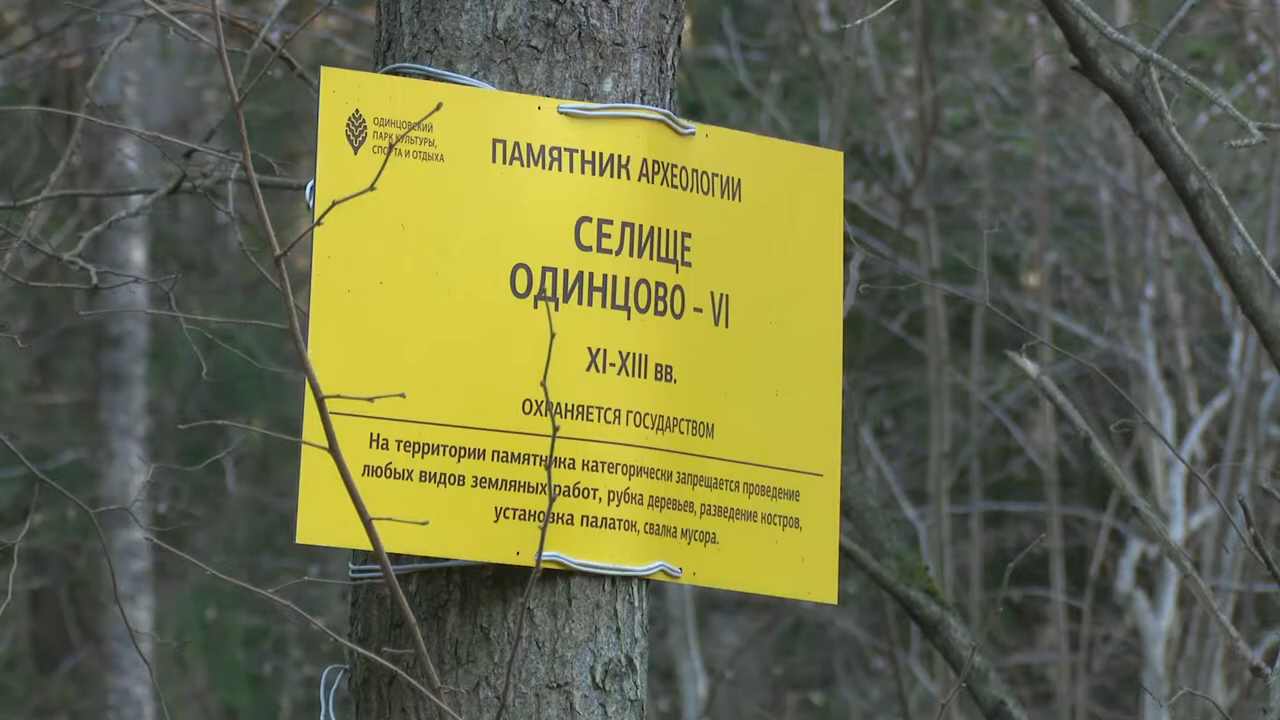 ОДИНЦОВСКИЙ
ПАРК КУЛЬТУРЫ,
СПОРТА И ОТДЫХА
ПАМЯТНИК АРХЕОЛОГИИ
СЕЛИЩЕ
ОДИНЦОВО – VI
XI-XIII вв.
ОХРАНЯЕТСЯ ГОСУДАРСТВОМ
На территории памятника категорически запрещается проведение
любых видов земляных работ, рубка деревьев, разведение костров,
установка палаток, свалка мусора.